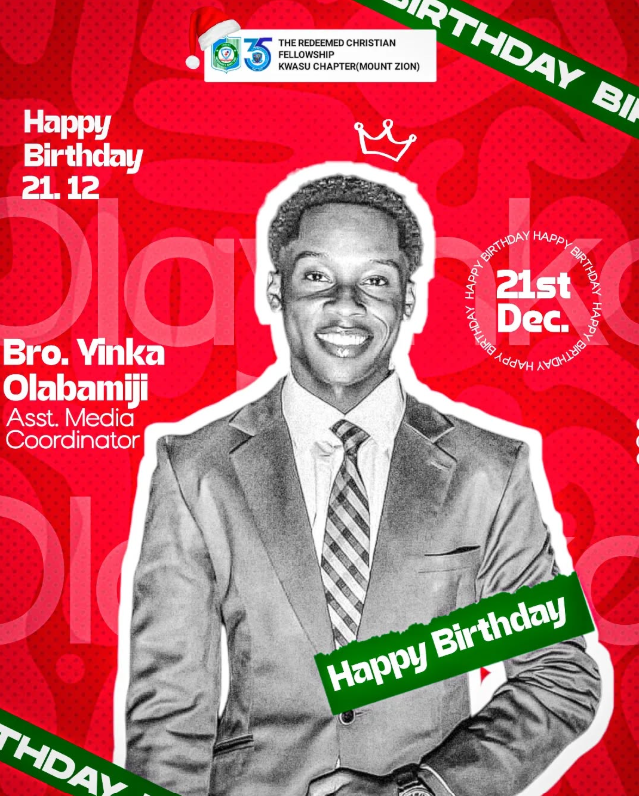 THE REDEEMED CHRISTIAN
FELLOWSHIP
KWASU CHAPTER(MOUNT ZION)
35
BIRTHDAY BI
Happy
Birthday
21. 12
Olayinka
HAPPY BIRTHDAY HAPPY BIRTHDAY HAPPY BIRTHDAY HAPPY BIRTHDAY
21st
Dec.
Bro. Yinka
Olabamiji
Asst. Media
Coordinator
Happy Birthday
THDAY